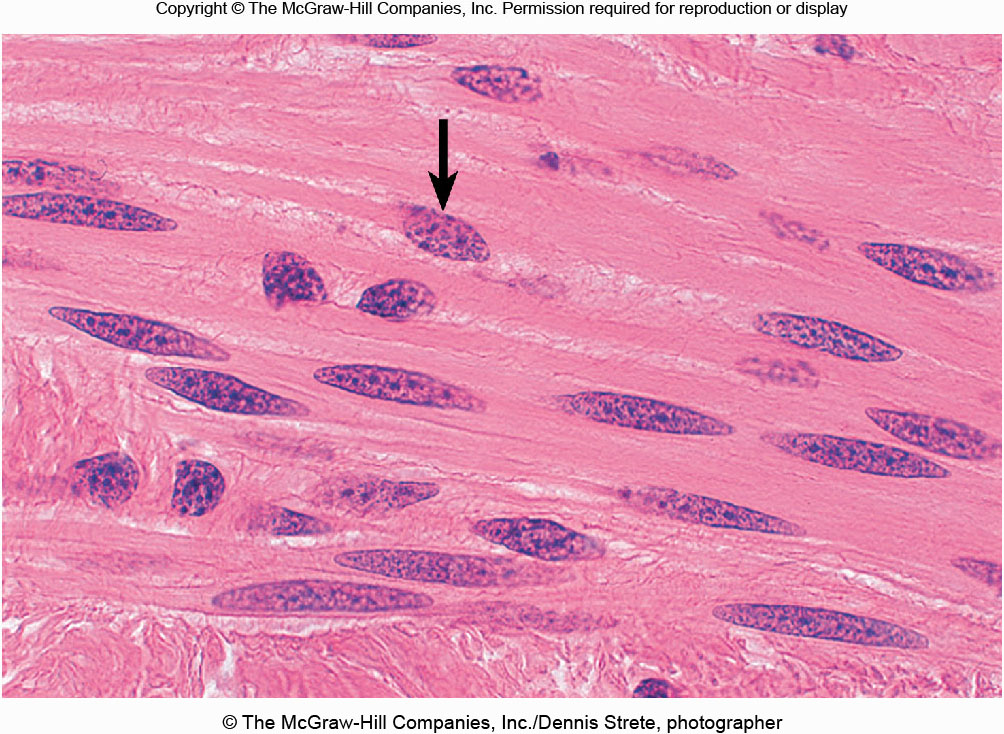 Copyright © The McGraw-Hill Companies, Inc. Permission required for reproduction or display
© The McGraw-Hill Companies, Inc./Dennis Strete, photographer